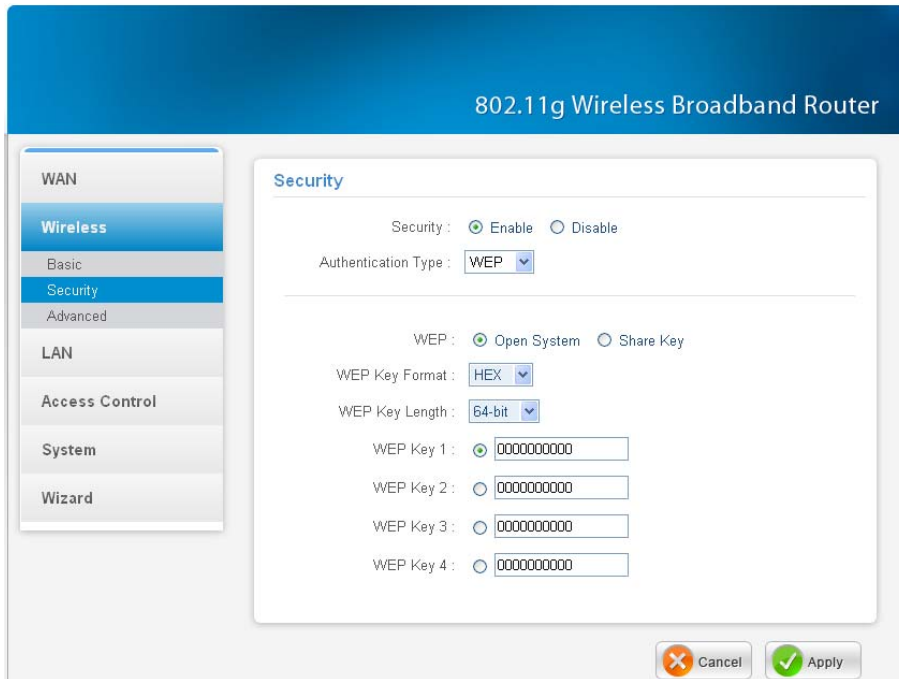 802.11g Wireless Broadband Router
WAN
Wireless
Basic
Security
Advanced
LAN
Access Control
System
Wizard
Security
Security : Enable Disable
Authentication Type : WEP
WEP : Open System Share Key
WEP Key Format : HEX
WEP Key Length : 64-bit
WEP Key 1 : 0000000000
WEP Key 2 : 0000000000
WEP Key 3 : 0000000000
WEP Key 4 : 0000000000
Cancel Apply